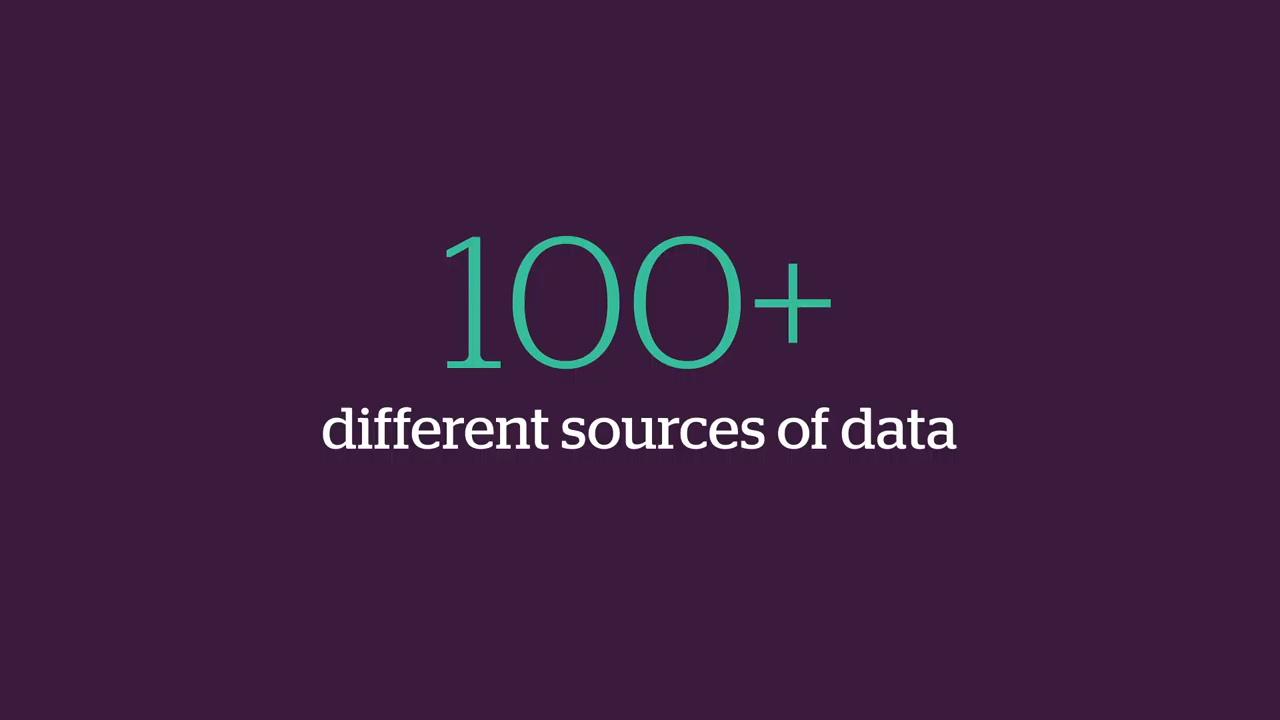 100+
different sources of data